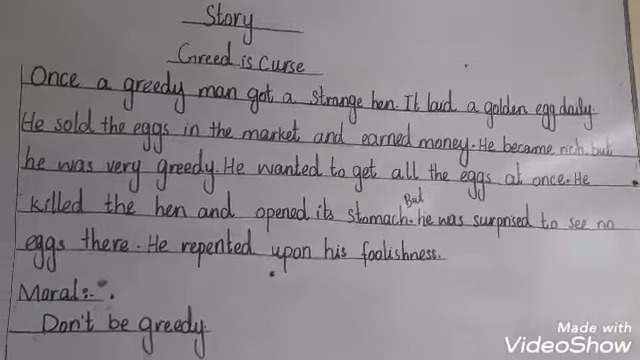 Story
Greed is Curse
Once a greedy man got a strange hen. It laid a golden egg daily.
He sold the eggs in the market and earned money. He became rich. but
he was very greedy. He wanted to get all the eggs at once. He
killed the hen and opened its stomach. But he was surprised to see no
eggs there. He repented upon his foolishness.
Moral:-
Don't be greedy.
Made with
VideoShow